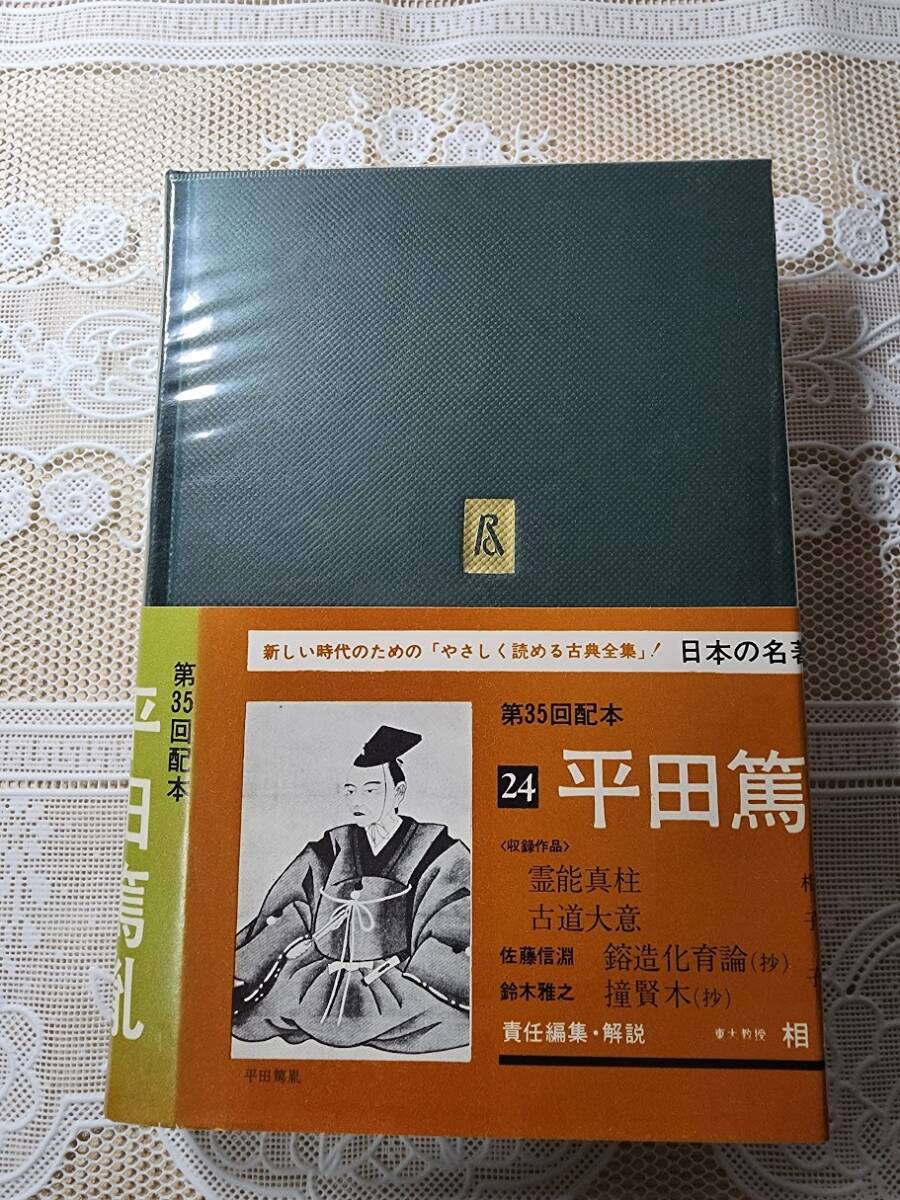 新しい時代のための「やさしく読める古典全集」！ 日本の名著
第35回配本
24 平田篤
〈収録作品〉
霊能真柱 相
古道大意 子
佐藤信淵 鎔造化育論(抄) 子
鈴木雅之 撞賢木(抄)
責任編集・解説 東大教授 相
平田篤胤
第35回配本
平田篤胤